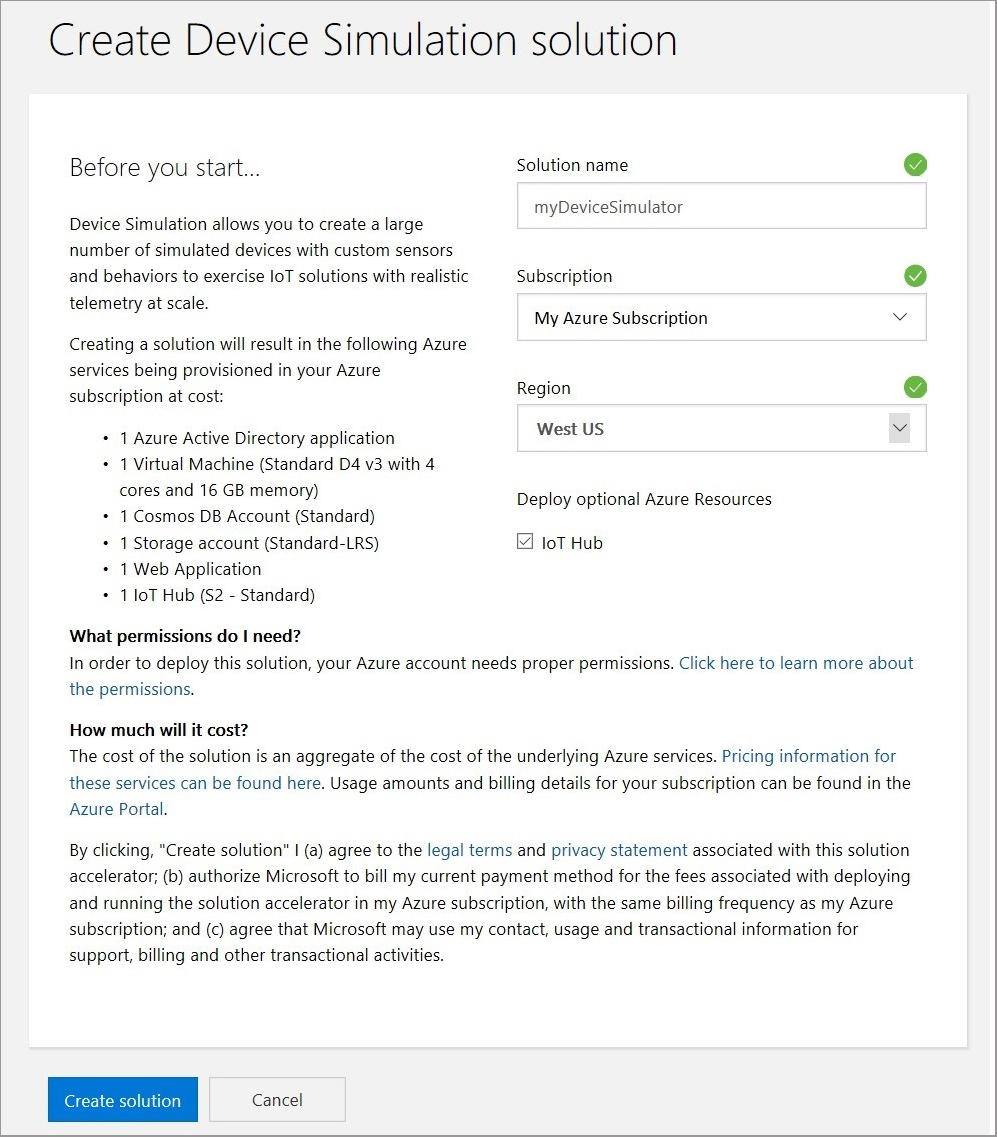 Create Device Simulation solution
Before you start...
Device Simulation allows you to create a large
number of simulated devices with custom sensors
and behaviors to exercise IoT solutions with realistic
telemetry at scale.
Creating a solution will result in the following Azure
services being provisioned in your Azure
subscription at cost:
• 1 Azure Active Directory application
• 1 Virtual Machine (Standard D4 v3 with 4
cores and 16 GB memory)
• 1 Cosmos DB Account (Standard)
• 1 Storage account (Standard-LRS)
• 1 Web Application
• 1 IoT Hub (S2 - Standard)
Solution name
myDeviceSimulator
Subscription
My Azure Subscription
Region
West US
Deploy optional Azure Resources
IoT Hub
What permissions do I need?
In order to deploy this solution, your Azure account needs proper permissions. Click here to learn more about
the permissions.
How much will it cost?
The cost of the solution is an aggregate of the cost of the underlying Azure services. Pricing information for
these services can be found here. Usage amounts and billing details for your subscription can be found in the
Azure Portal.
By clicking, "Create solution" I (a) agree to the legal terms and privacy statement associated with this solution
accelerator; (b) authorize Microsoft to bill my current payment method for the fees associated with deploying
and running the solution accelerator in my Azure subscription, with the same billing frequency as my Azure
subscription; and (c) agree that Microsoft may use my contact, usage and transactional information for
support, billing and other transactional activities.
Create solution
Cancel